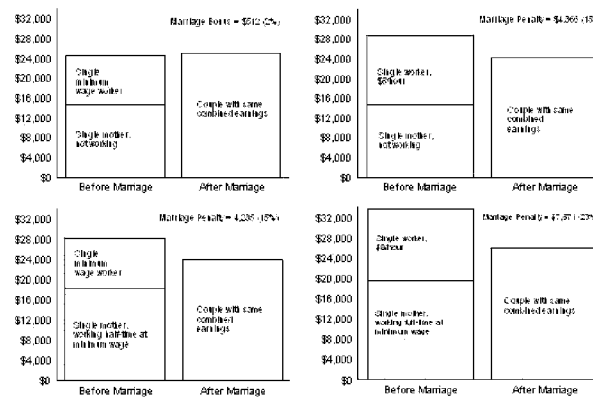 $32,000
$28,000
$24,000
$20,000
$16,000
$12,000
$8,000
$4,000
$0
Marriage Bonus = $512 (2%)
Single
minimum
wage worker
Single mother,
not working
Couple with same
combined earnings
Before Marriage
After Marriage
$32,000
$28,000
$24,000
$20,000
$16,000
$12,000
$8,000
$4,000
$0
Marriage Penalty =
Single worker,
$8/hour
Single mother,
not working
Couple with same
combined
earnings
Before Marriage
After Marriage
$32,000
$28,000
$24,000
$20,000
$16,000
$12,000
$8,000
$4,000
$0
Marriage Penalty = (15%)
Single
minimum
wage worker
Single mother,
working half-time at
minimum wage
Couple with same
combined
earnings
Before Marriage
After Marriage
$32,000
$28,000
$24,000
$20,000
$16,000
$12,000
$8,000
$4,000
$0
Marriage Penalty =
Single worker,
$8/hour
Single mother,
working full-time at
minimum wage
Couple with same
combined earnings
Before Marriage
After Marriage